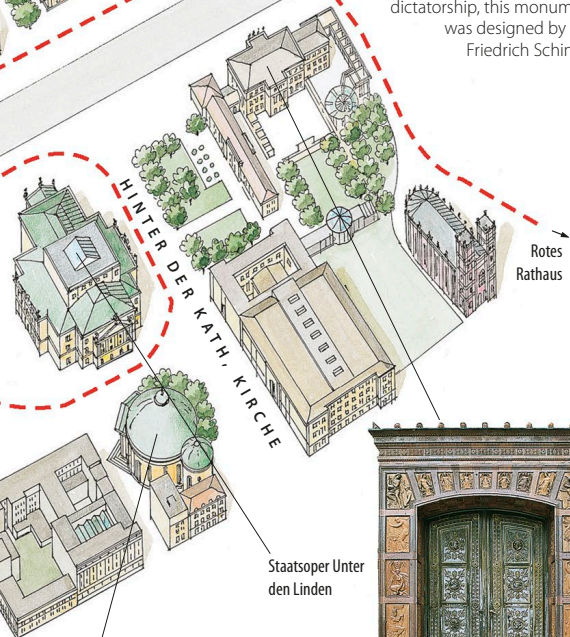 dictatorship, this monum
was designed by
Friedrich Schin
HINTER DER KATH. KIRCHE
Rotes
Rathaus
Staatsoper Unter
den Linden